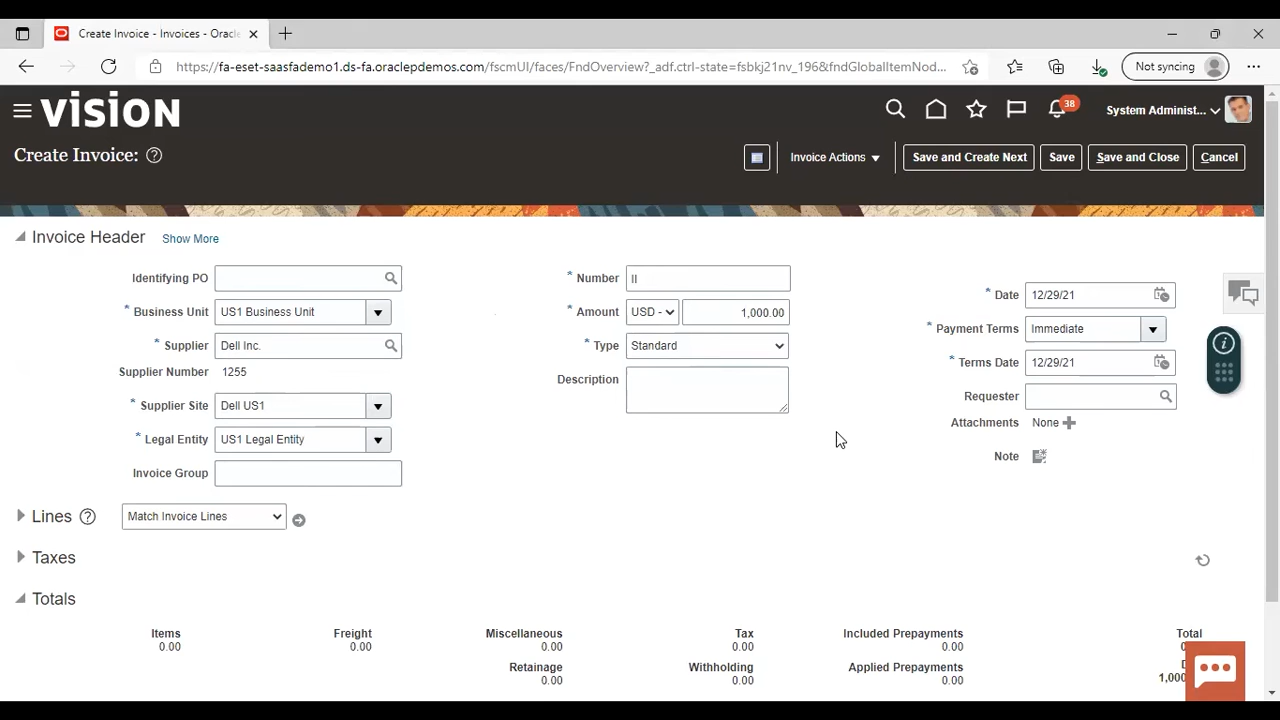 Create Invoice - Invoices - Oracle
https://fa-eset-saasfademo1.ds-fa.oraclepdemos.com/fscmUI/faces/FndOverview?_adf.ctrl-state=fsbkj21nv_196&fndGlobalItemNod...
Not syncing
VISION
38
System Administ...
Create Invoice:
Invoice Actions
Save and Create Next
Save
Save and Close
Cancel
Invoice Header
Show More
Identifying PO
* Business Unit US1 Business Unit
* Supplier Dell Inc.
Supplier Number 1255
* Supplier Site Dell US1
* Legal Entity US1 Legal Entity
Invoice Group
* Number II
* Amount USD - 1,000.00
* Type Standard
Description
* Date 12/29/21
* Payment Terms Immediate
* Terms Date 12/29/21
Requester
Attachments None
Note
Lines Match Invoice Lines
Taxes
Totals
Items Freight Miscellaneous Tax Included Prepayments Total
0.00 0.00 0.00 0.00 0.00
Retainage Withholding Applied Prepayments
0.00 0.00 0.00